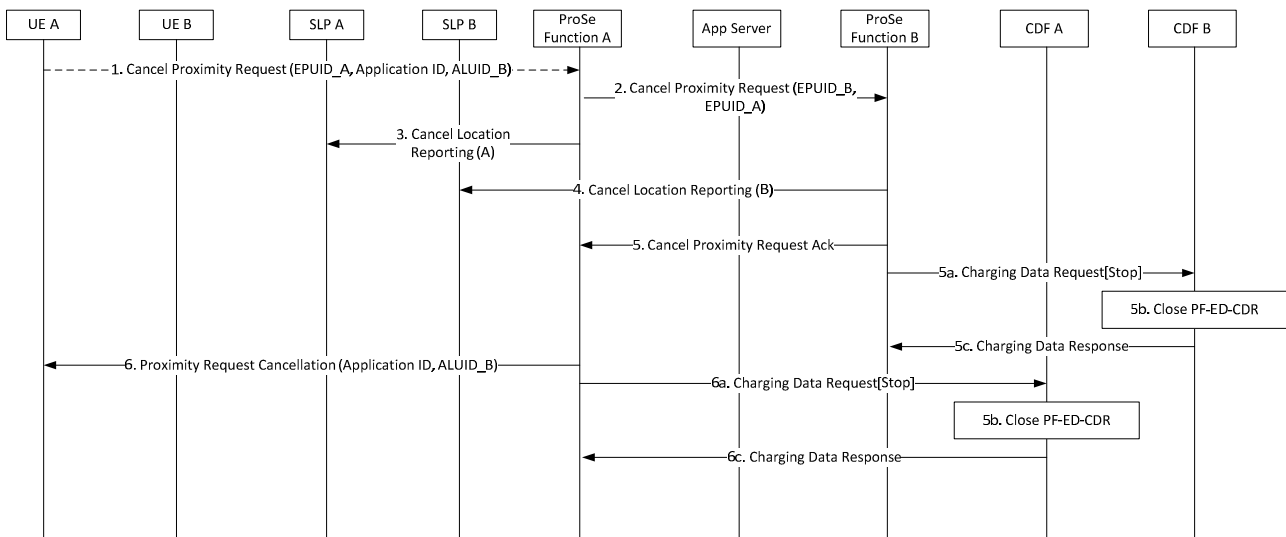 UE A
UE B
SLP A
SLP B
ProSe
Function A
App Server
ProSe
Function B
CDF A
CDF B
1. Cancel Proximity Request (EPUID_A, Application ID, ALUID_B)
2. Cancel Proximity Request (EPUID_B,
EPUID_A)
3. Cancel Location
Reporting (A)
4. Cancel Location Reporting (B)
5. Cancel Proximity Request Ack
5a. Charging Data Request[Stop]
5b. Close PF-ED-CDR
5c. Charging Data Response
6. Proximity Request Cancellation (Application ID, ALUID_B)
6a. Charging Data Request[Stop]
5b. Close PF-ED-CDR
6c. Charging Data Response